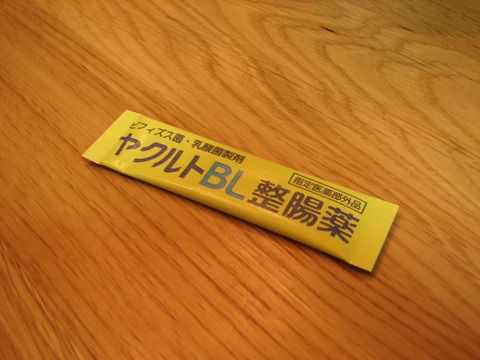 ビフィズス菌・乳酸菌製剤
ヤクルトBL整腸薬
指定医薬部外品